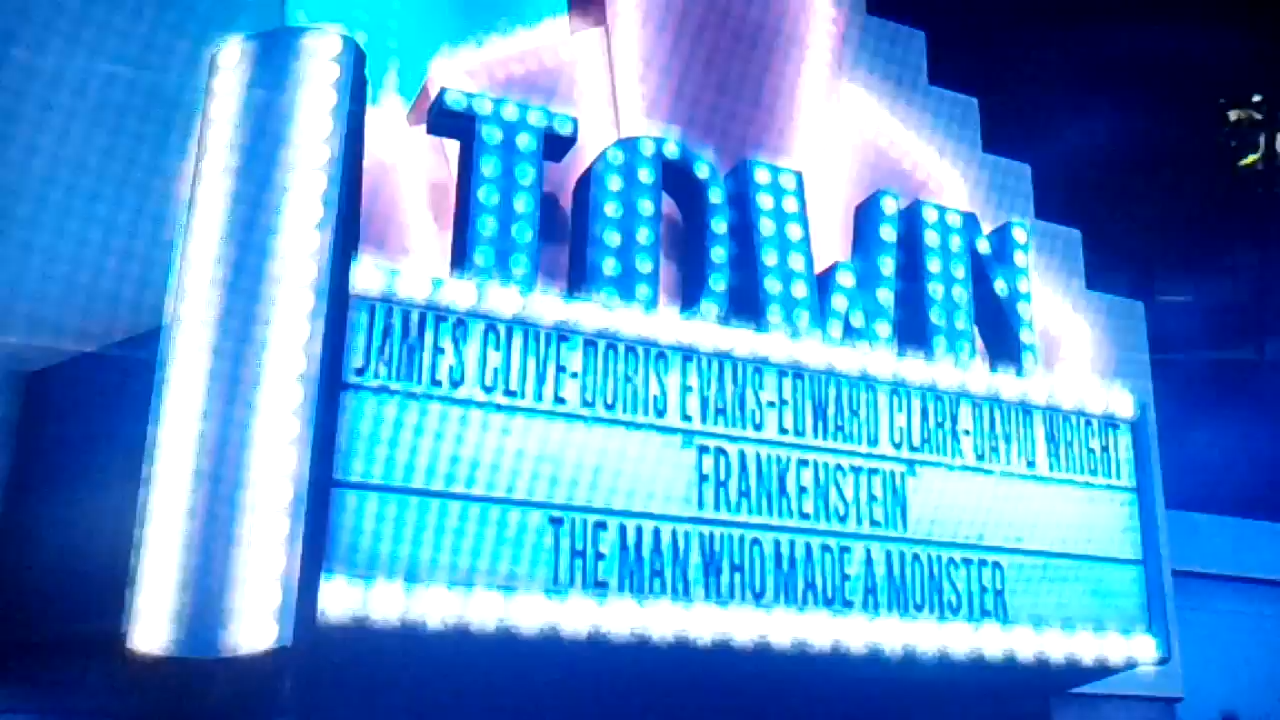 TOWN
JAMES CLIVE-DORIS EVANS-EDWARD CLARK-DAVID WRIGHT
"FRANKENSTEIN"
THE MAN WHO MADE A MONSTER